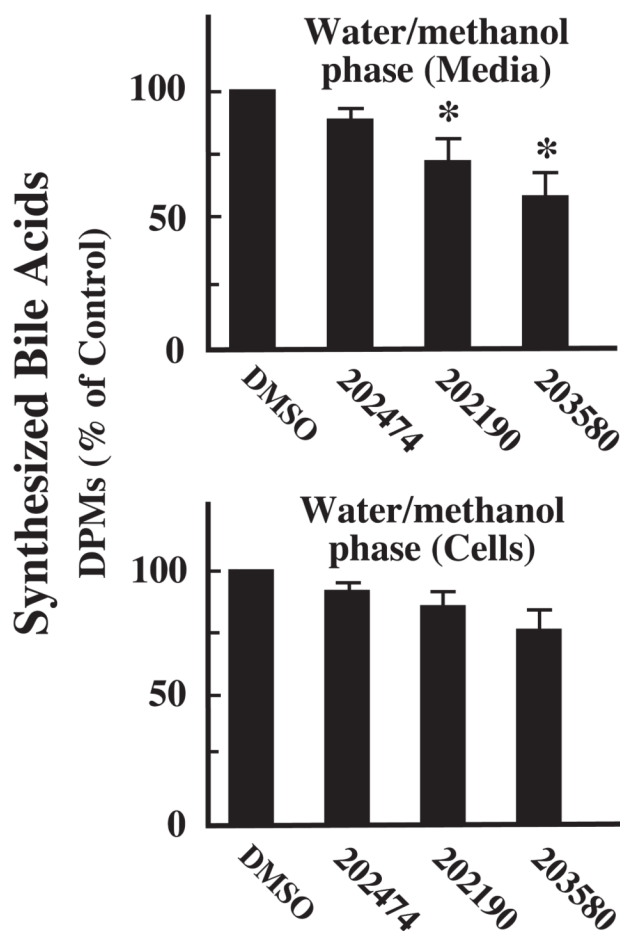 Synthesized Bile Acids
DPMs (% of Control)
Water/methanol
phase (Media)
100
50
0
*
*
DMSO
202474
202190
203580
Water/methanol
phase (Cells)
100
50
0
DMSO
202474
202190
203580